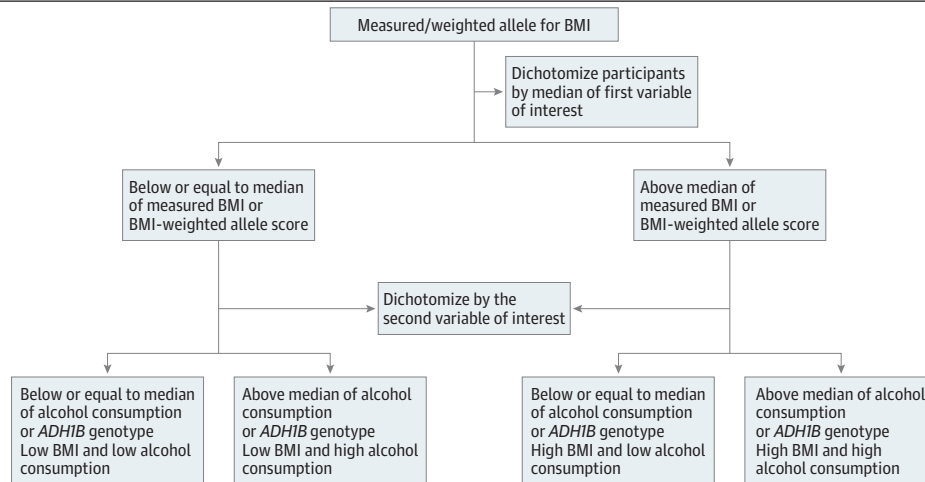 Measured/weighted allele for BMI
Dichotomize participants
by median of first variable
of interest
Below or equal to median
of measured BMI or
BMI-weighted allele score
Above median of
measured BMI or
BMI-weighted allele score
Dichotomize by the
second variable of interest
Below or equal to median
of alcohol consumption
or ADH1B genotype
Low BMI and low alcohol
consumption
Above median of alcohol
consumption
or ADH1B genotype
Low BMI and high alcohol
consumption
Below or equal to median
of alcohol consumption
or ADH1B genotype
High BMI and low alcohol
consumption
Above median of alcohol
consumption
or ADH1B genotype
High BMI and high
alcohol consumption